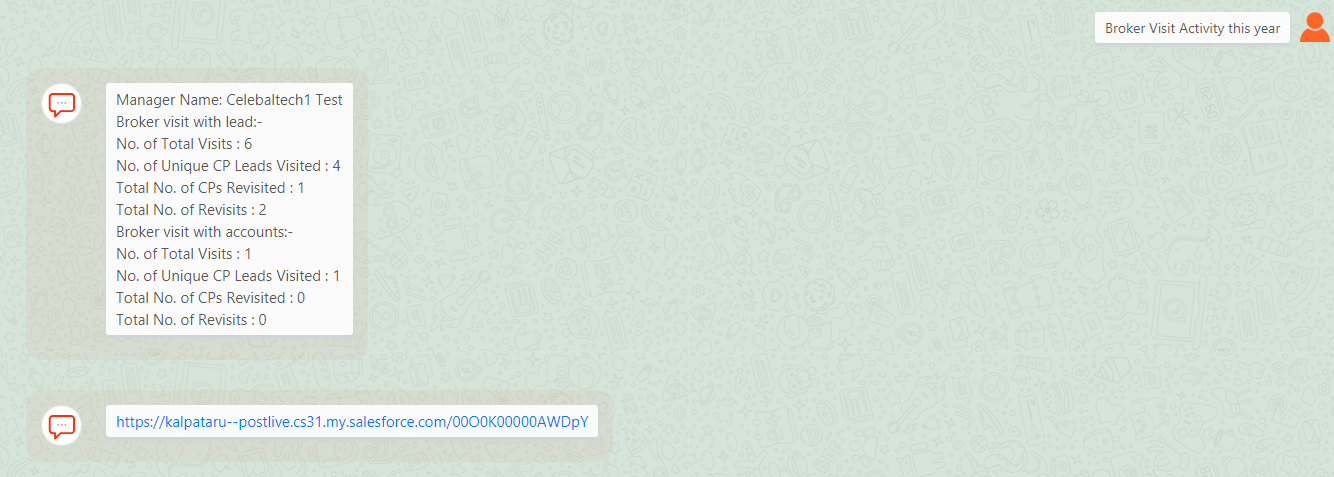 Broker Visit Activity this year
Manager Name: Celebaltech1 Test
Broker visit with lead:-
No. of Total Visits : 6
No. of Unique CP Leads Visited : 4
Total No. of CPs Revisited : 1
Total No. of Revisits : 2
Broker visit with accounts:-
No. of Total Visits : 1
No. of Unique CP Leads Visited : 1
Total No. of CPs Revisited : 0
Total No. of Revisits : 0
https://kalpataru--postlive.cs31.my.salesforce.com/00O0K00000AWDpY